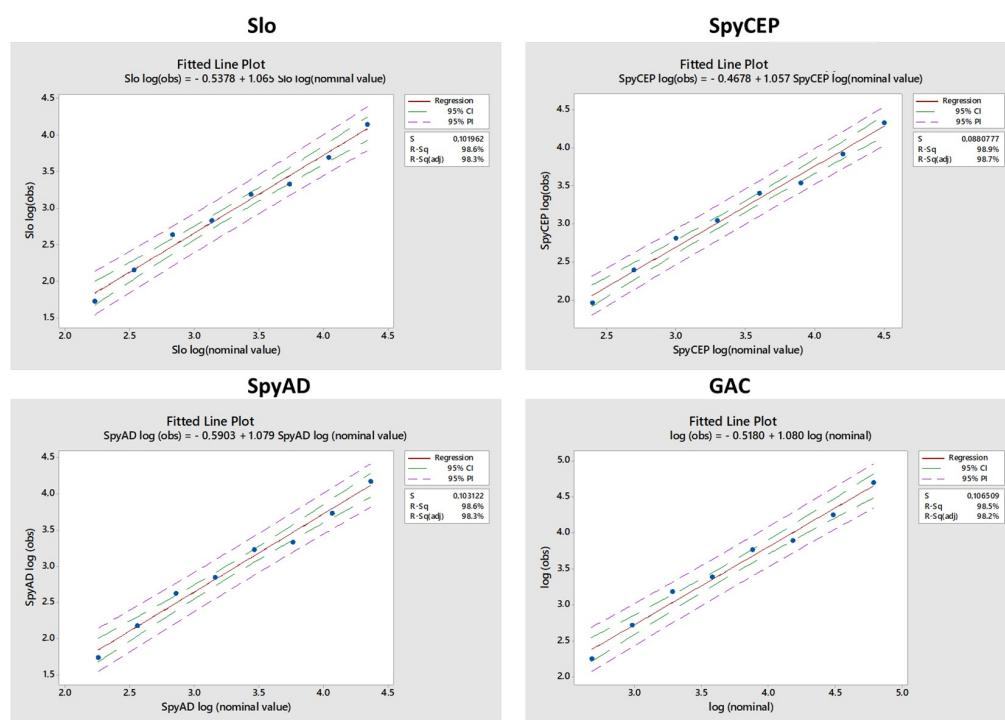 Slo
Fitted Line Plot
Slo log(obs) = - 0.5378 + 1.065 Slo log(nominal value)
4.5
4.0
3.5
3.0
2.5
2.0
1.5
Slo log(obs)
2.0 2.5 3.0 3.5 4.0 4.5
Slo log(nominal value)
Regression
95% CI
95% PI
S 0,101962
R-Sq 98.6%
R-Sq(adj) 98.3%
SpyCEP
Fitted Line Plot
SpyCEP log(obs) = - 0.4678 + 1.057 SpyCEP log(nominal value)
4.5
4.0
3.5
3.0
2.5
2.0
SpyCEP log(obs)
2.5 3.0 3.5 4.0 4.5
SpyCEP log(nominal value)
Regression
95% CI
95% PI
S 0,0880777
R-Sq 98.9%
R-Sq(adj) 98.7%
SpyAD
Fitted Line Plot
SpyAD log (obs) = - 0.5903 + 1.079 SpyAD log (nominal value)
4.5
4.0
3.5
3.0
2.5
2.0
1.5
SpyAD log (obs)
2.0 2.5 3.0 3.5 4.0 4.5
SpyAD log (nominal value)
Regression
95% CI
95% PI
S 0,103122
R-Sq 98.6%
R-Sq(adj) 98.3%
GAC
Fitted Line Plot
log (obs) = - 0.5180 + 1.080 log (nominal)
5.0
4.5
4.0
3.5
3.0
2.5
2.0
log (obs)
3.0 3.5 4.0 4.5 5.0
log (nominal)
Regression
95% CI
95% PI
S 0,106509
R-Sq 98.5%
R-Sq(adj) 98.2%